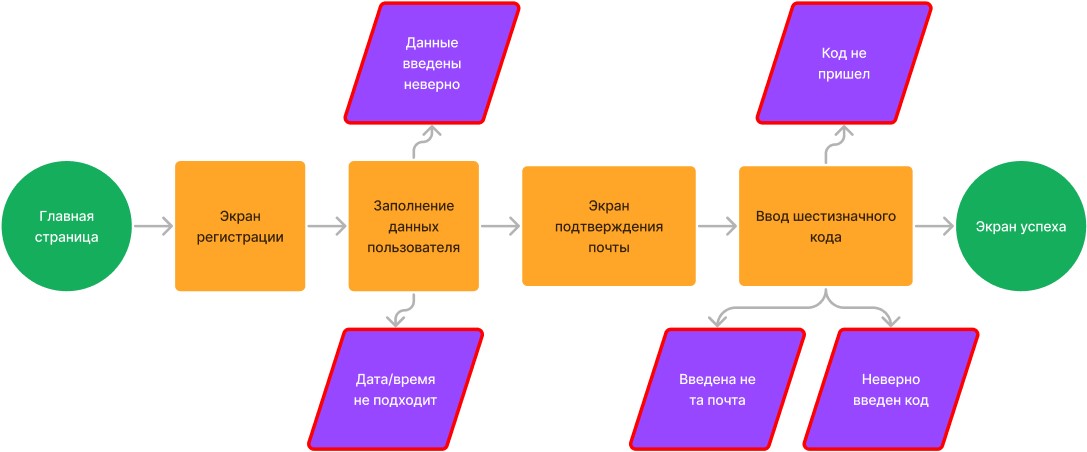 Данные
введены
неверно
Код не
пришел
Главная
страница
Экран
регистрации
Заполнение
данных
пользователя
Экран
подтверждения
почты
Ввод шестизначного
кода
Экран успеха
Дата/время
не подходит
Введена не
та почта
Неверно
введен код